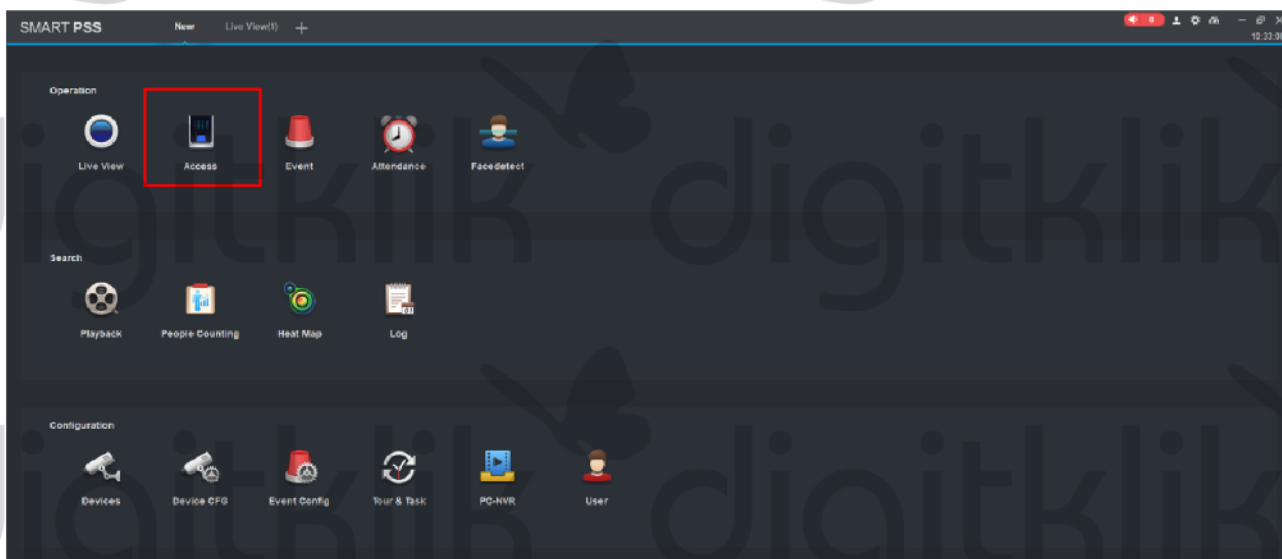 SMART PSS New Live View(1) +
10:33:00
Operation
Live View Access Event Attendance Facedetect
Search
Playback People Counting Heat Map Log
Configuration
Devices Device CFG Event Config Tour & Task PC-NVR User
digitklik digitklik
digitklik digitklik